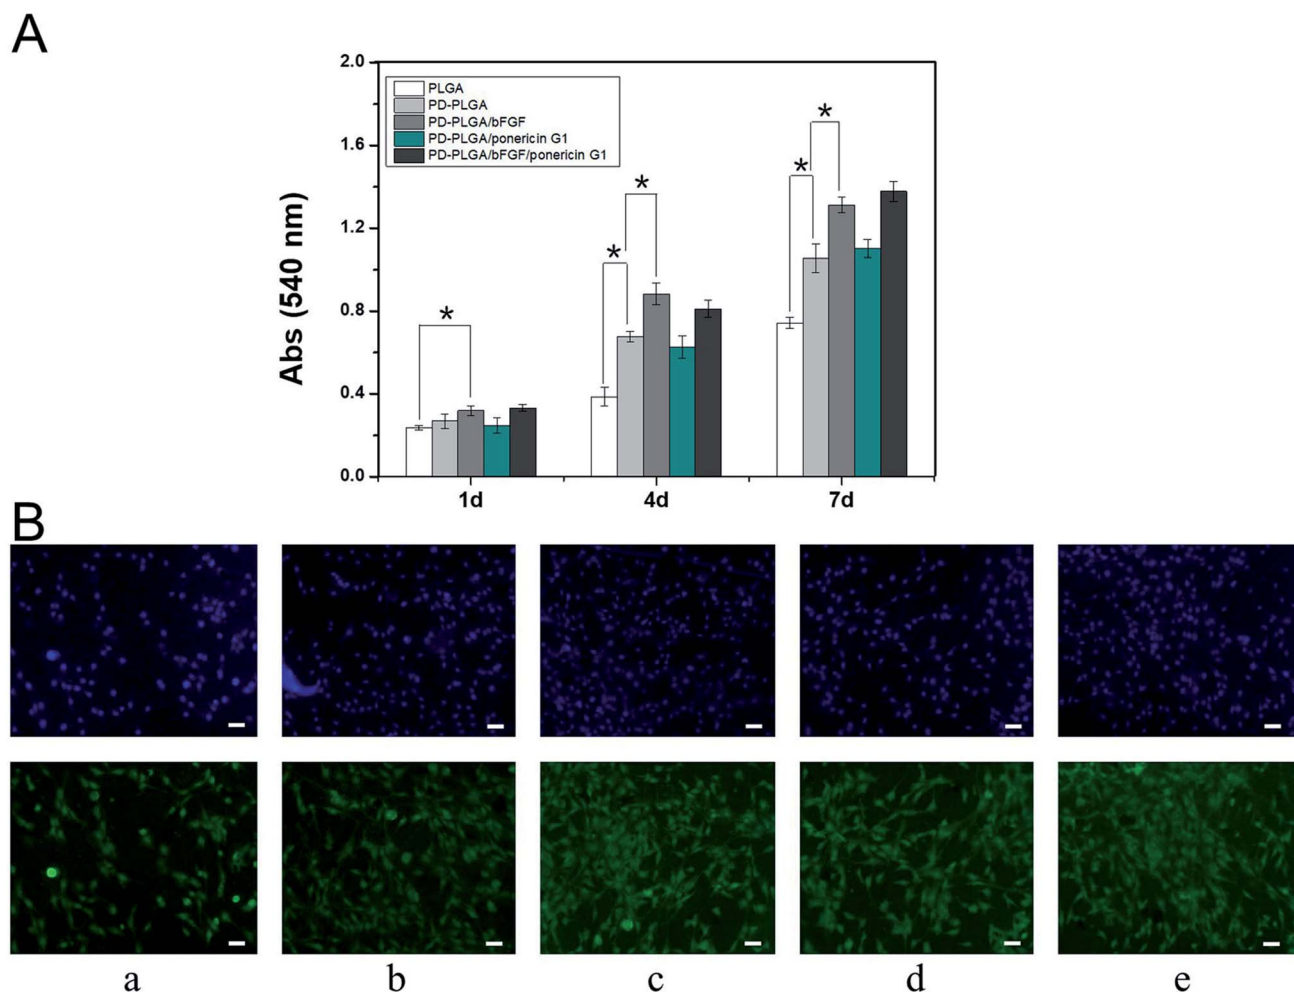 A
2.0
1.6
1.2
0.8
0.4
0.0
Abs (540 nm)
PLGA
PD-PLGA
PD-PLGA/bFGF
PD-PLGA/ponericin G1
PD-PLGA/bFGF/ponericin G1
*
*
*
*
*
1d
4d
7d
B
a
b
c
d
e